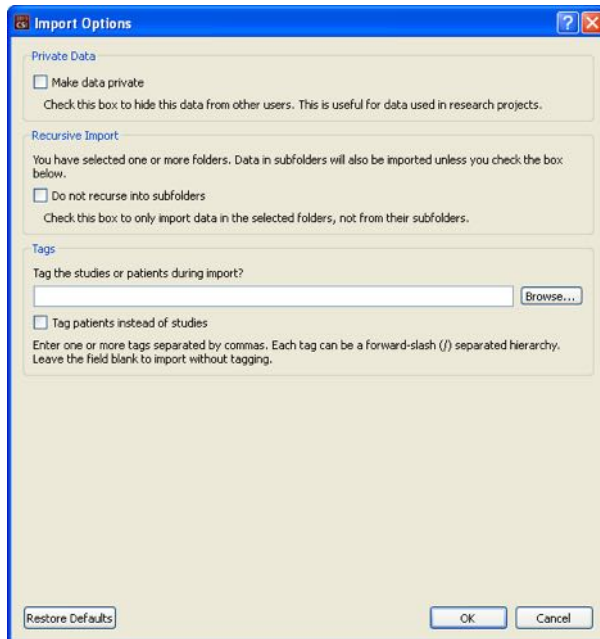 Import Options
Private Data
Make data private
Check this box to hide this data from other users. This is useful for data used in research projects.
Recursive Import
You have selected one or more folders. Data in subfolders will also be imported unless you check the box
below.
Do not recurse into subfolders
Check this box to only import data in the selected folders, not from their subfolders.
Tags
Tag the studies or patients during import?
Browse...
Tag patients instead of studies
Enter one or more tags separated by commas. Each tag can be a forward-slash (/) separated hierarchy.
Leave the field blank to import without tagging.
Restore Defaults
OK
Cancel